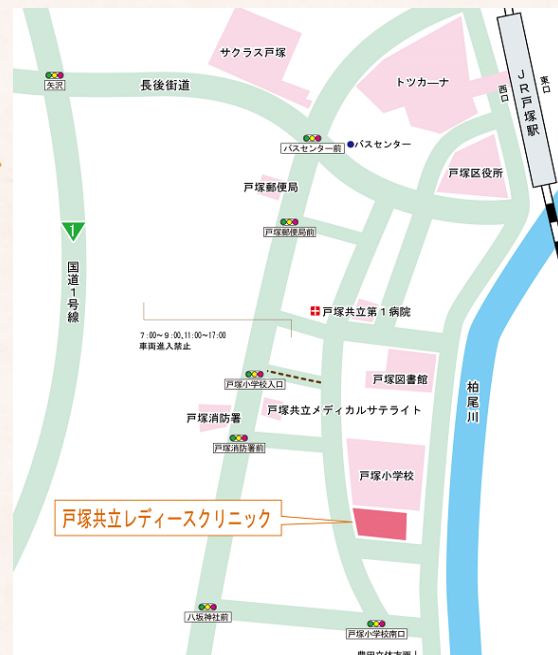 サクラス戸塚
トツカーナ
JR戸塚駅
東口
西口
矢沢
長後街道
バスセンター前
バスセンター
戸塚区役所
戸塚郵便局
戸塚郵便局前
1
国道1号線
戸塚共立第1病院
7:00～9:00,11:00～17:00
車両進入禁止
戸塚小学校入口
戸塚図書館
柏尾川
戸塚共立メディカルサテライト
戸塚消防署
戸塚消防署前
戸塚小学校
戸塚共立レディースクリニック
八坂神社前
戸塚小学校南口